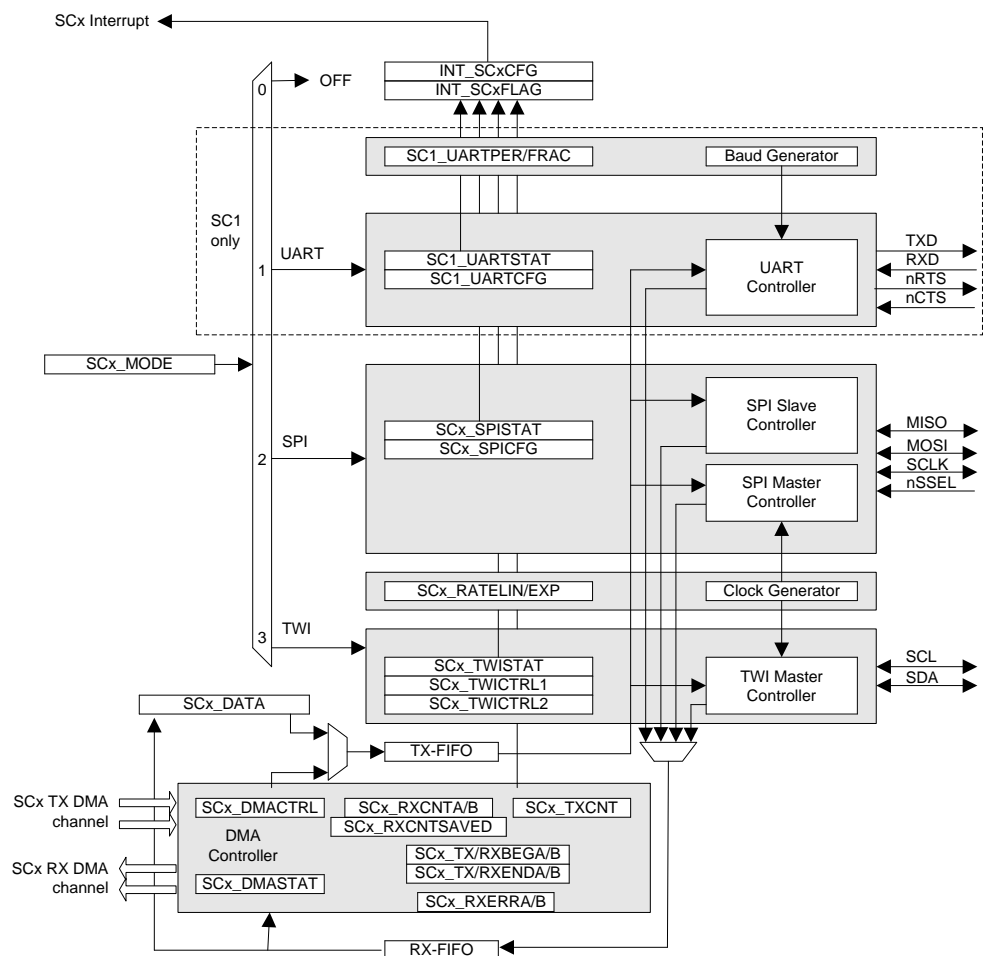 SCx Interrupt
INT_SCxCFG
INT_SCxFLAG
0
OFF
SC1_UARTPER/FRAC
Baud Generator
SC1
only
UART
1
SC1_UARTSTAT
SC1_UARTCFG
UART
Controller
TXD
RXD
nRTS
nCTS
SCx_MODE
SPI
2
SCx_SPISTAT
SCx_SPICFG
SPI Slave
Controller
SPI Master
Controller
MISO
MOSI
SCLK
nSSEL
SCx_RATELIN/EXP
Clock Generator
TWI
3
SCx_TWISTAT
SCx_TWICTRL1
SCx_TWICTRL2
TWI Master
Controller
SCL
SDA
SCx_DATA
TX-FIFO
SCx TX DMA
channel
SCx RX DMA
channel
SCx_DMACTRL
SCx_RXCNTA/B
SCx_RXCNTSAVED
SCx_TXCNT
DMA
Controller
SCx_TX/RXBEGA/B
SCx_TX/RXENDA/B
SCx_DMASTAT
SCx_RXERRA/B
RX-FIFO